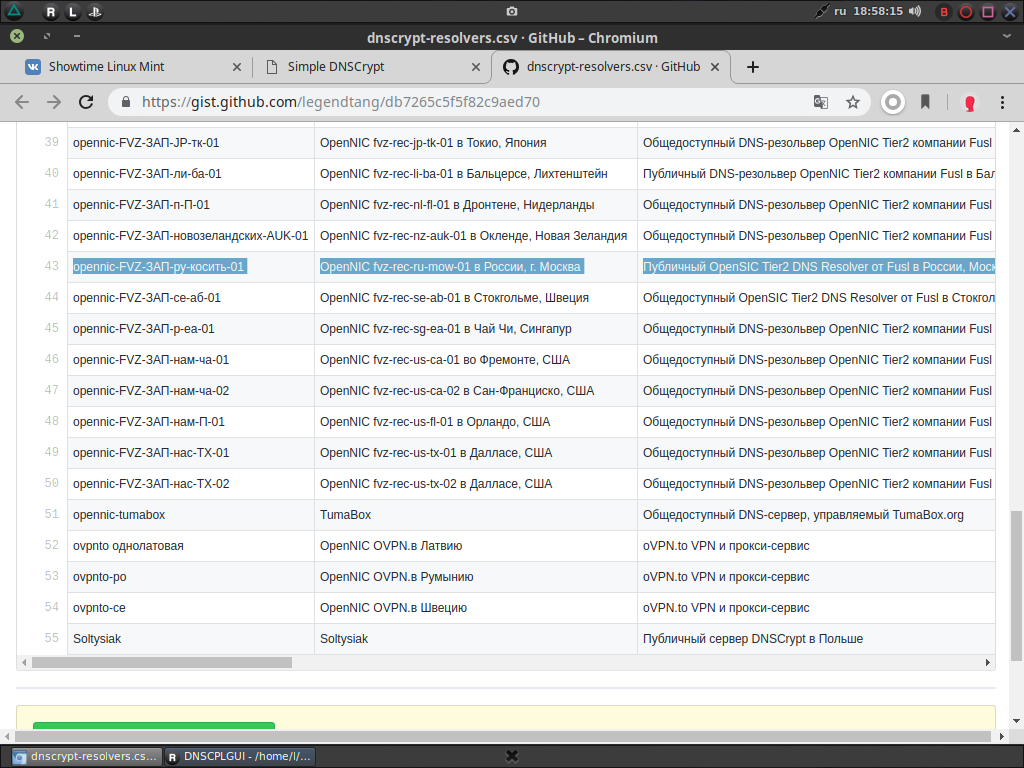 ru 18:58:15
dnscrypt-resolvers.csv · GitHub – Chromium
Showtime Linux Mint
Simple DNSCrypt
dnscrypt-resolvers.csv · GitHub
https://gist.github.com/legendtang/db7265c5f5f82c9aed70
39 opennic-FVZ-ЗАП-JP-тк-01 OpenNIC fvz-rec-jp-tk-01 в Токио, Япония Общедоступный DNS-резольвер OpenNIC Tier2 компании Fusl
40 opennic-FVZ-ЗАП-ли-ба-01 OpenNIC fvz-rec-li-ba-01 в Бальцерсе, Лихтенштейн Публичный DNS-резольвер OpenNIC Tier2 компании Fusl в Бал
41 opennic-FVZ-ЗАП-п-П-01 OpenNIC fvz-rec-nl-fl-01 в Дронтене, Нидерланды Общедоступный DNS-резольвер OpenNIC Tier2 компании Fusl
42 opennic-FVZ-ЗАП-новозеландских-AUK-01 OpenNIC fvz-rec-nz-auk-01 в Окленде, Новая Зеландия Общедоступный DNS-резольвер OpenNIC Tier2 компании Fusl
43 opennic-FVZ-ЗАП-ру-косить-01 OpenNIC fvz-rec-ru-mow-01 в России, г. Москва Публичный OpenSIC Tier2 DNS Resolver от Fusl в России, Моск
44 opennic-FVZ-ЗАП-се-аб-01 OpenNIC fvz-rec-se-ab-01 в Стокгольме, Швеция Общедоступный OpenSIC Tier2 DNS Resolver от Fusl в Стокгол
45 opennic-FVZ-ЗАП-р-еа-01 OpenNIC fvz-rec-sg-ea-01 в Чай Чи, Сингапур Общедоступный DNS-резольвер OpenNIC Tier2 компании Fusl
46 opennic-FVZ-ЗАП-нам-ча-01 OpenNIC fvz-rec-us-ca-01 во Фремонте, США Общедоступный DNS-резольвер OpenNIC Tier2 компании Fusl
47 opennic-FVZ-ЗАП-нам-ча-02 OpenNIC fvz-rec-us-ca-02 в Сан-Франциско, США Общедоступный DNS-резольвер OpenNIC Tier2 компании Fusl
48 opennic-FVZ-ЗАП-нам-П-01 OpenNIC fvz-rec-us-fl-01 в Орландо, США Общедоступный DNS-резольвер OpenNIC Tier2 компании Fusl
49 opennic-FVZ-ЗАП-нас-ТХ-01 OpenNIC fvz-rec-us-tx-01 в Далласе, США Общедоступный DNS-резольвер OpenNIC Tier2 компании Fusl
50 opennic-FVZ-ЗАП-нас-ТХ-02 OpenNIC fvz-rec-us-tx-02 в Далласе, США Общедоступный DNS-резольвер OpenNIC Tier2 компании Fusl
51 opennic-tumabox TumaBox Общедоступный DNS-сервер, управляемый TumaBox.org
52 ovpnto однолатовая OpenNIC OVPN.в Латвию oVPN.to VPN и прокси-сервис
53 ovpnto-ро OpenNIC OVPN.в Румынию oVPN.to VPN и прокси-сервис
54 ovpnto-се OpenNIC OVPN.в Швецию oVPN.to VPN и прокси-сервис
55 Soltysiak Soltysiak Публичный сервер DNSCrypt в Польше
dnscrypt-resolvers.cs...
DNSCPLGUI - /home/l/...